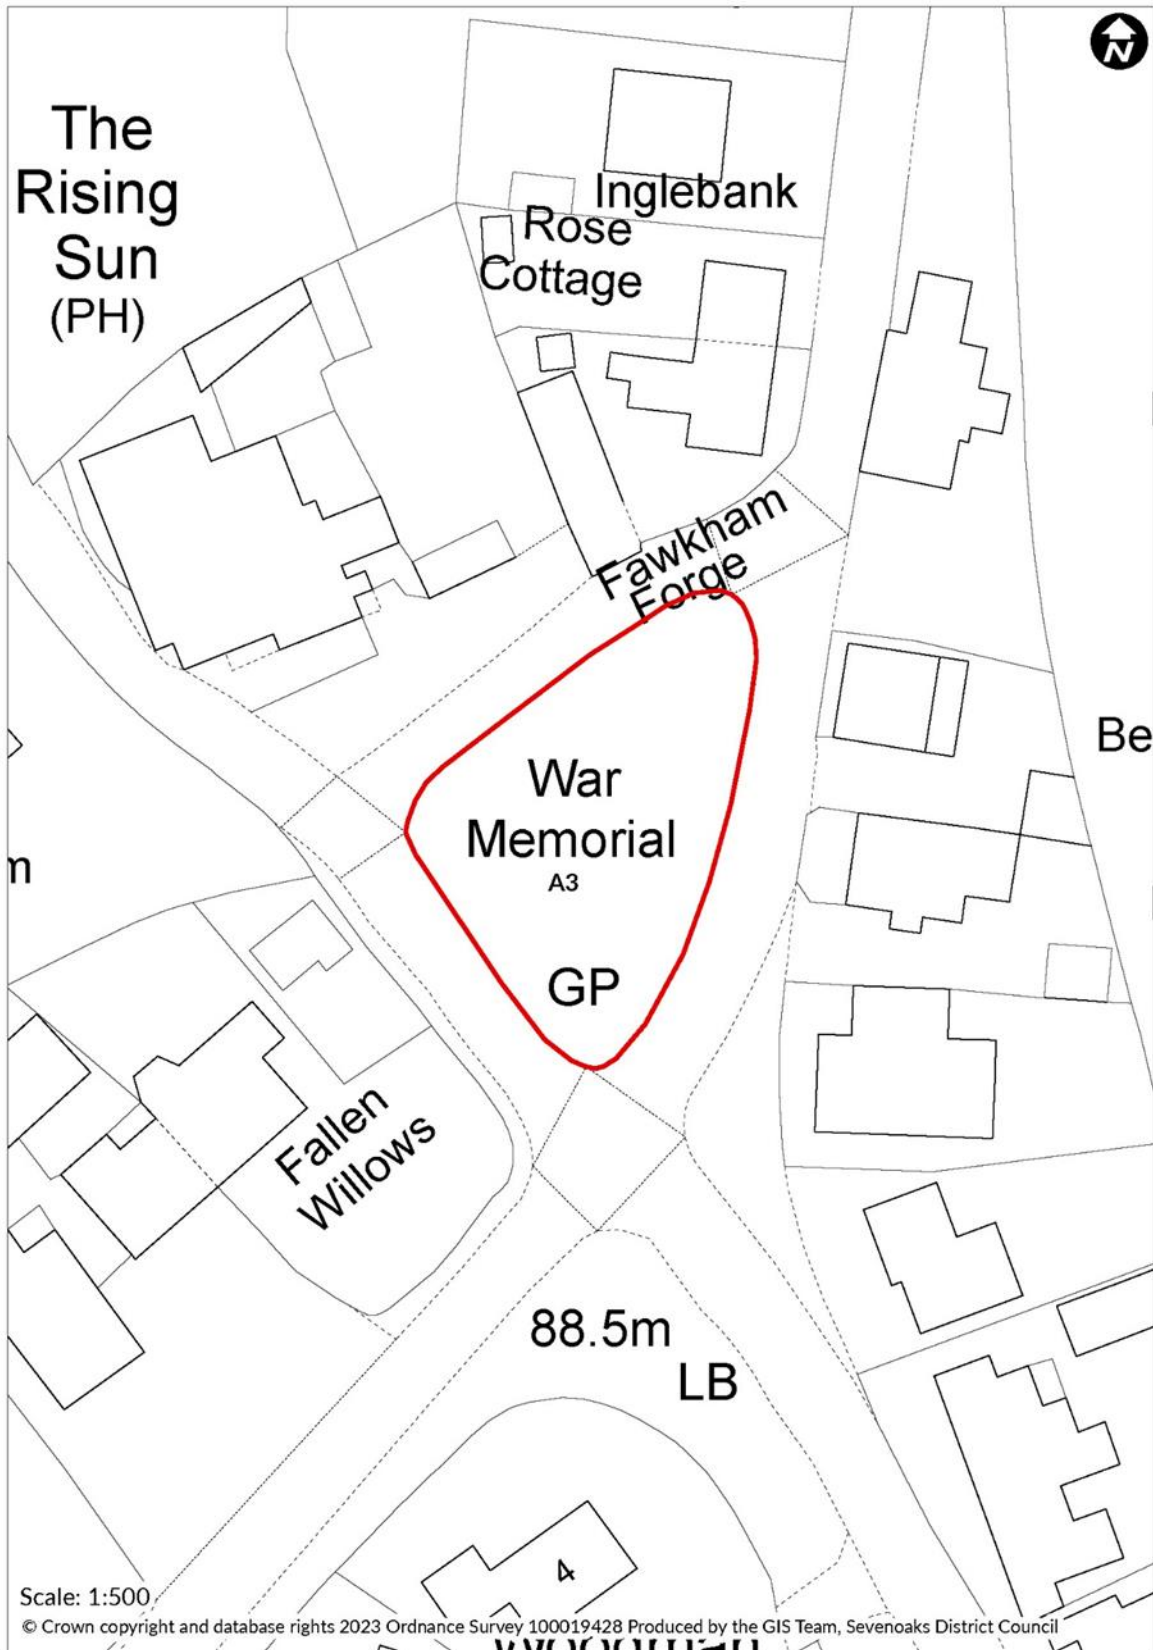 N
The
Rising
Sun
(PH)
Inglebank
Rose
Cottage
Fawkham
Forge
War
Memorial
A3
GP
Be
m
Fallen
Willows
88.5m
LB
4
Scale: 1:500
© Crown copyright and database rights 2023 Ordnance Survey 100019428 Produced by the GIS Team, Sevenoaks District Council